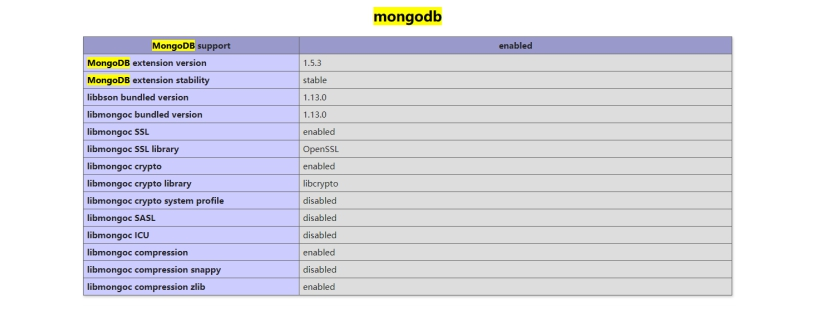 mongodb
MongoDB support enabled
MongoDB extension version 1.5.3
MongoDB extension stability stable
libbson bundled version 1.13.0
libmongoc bundled version 1.13.0
libmongoc SSL enabled
libmongoc SSL library OpenSSL
libmongoc crypto enabled
libmongoc crypto library libcrypto
libmongoc crypto system profile disabled
libmongoc SASL disabled
libmongoc ICU disabled
libmongoc compression enabled
libmongoc compression snappy disabled
libmongoc compression zlib enabled